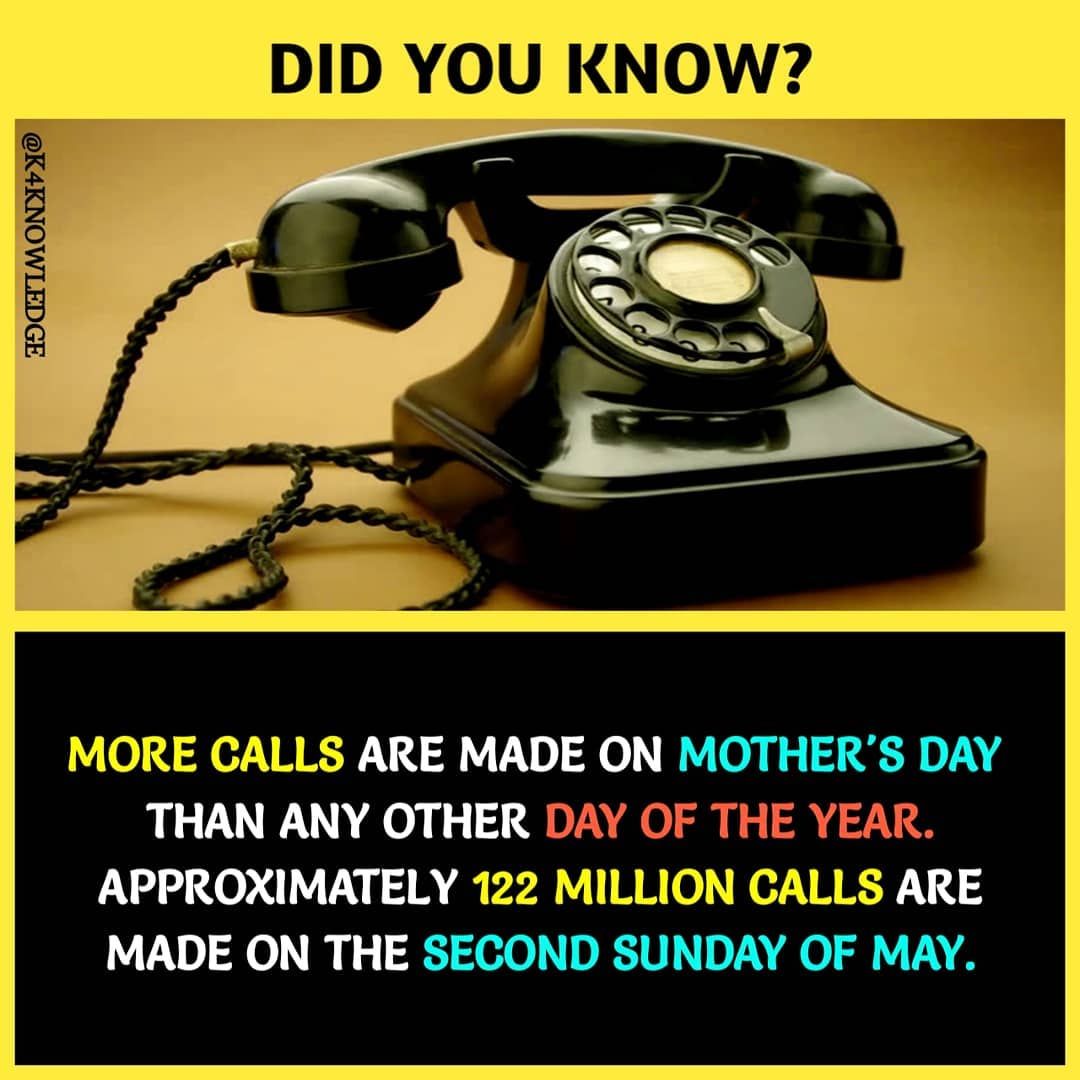 DID YOU KNOW?
@K4KNOWLEDGE
MORE CALLS ARE MADE ON MOTHER'S DAY
THAN ANY OTHER DAY OF THE YEAR.
APPROXIMATELY 122 MILLION CALLS ARE
MADE ON THE SECOND SUNDAY OF MAY.